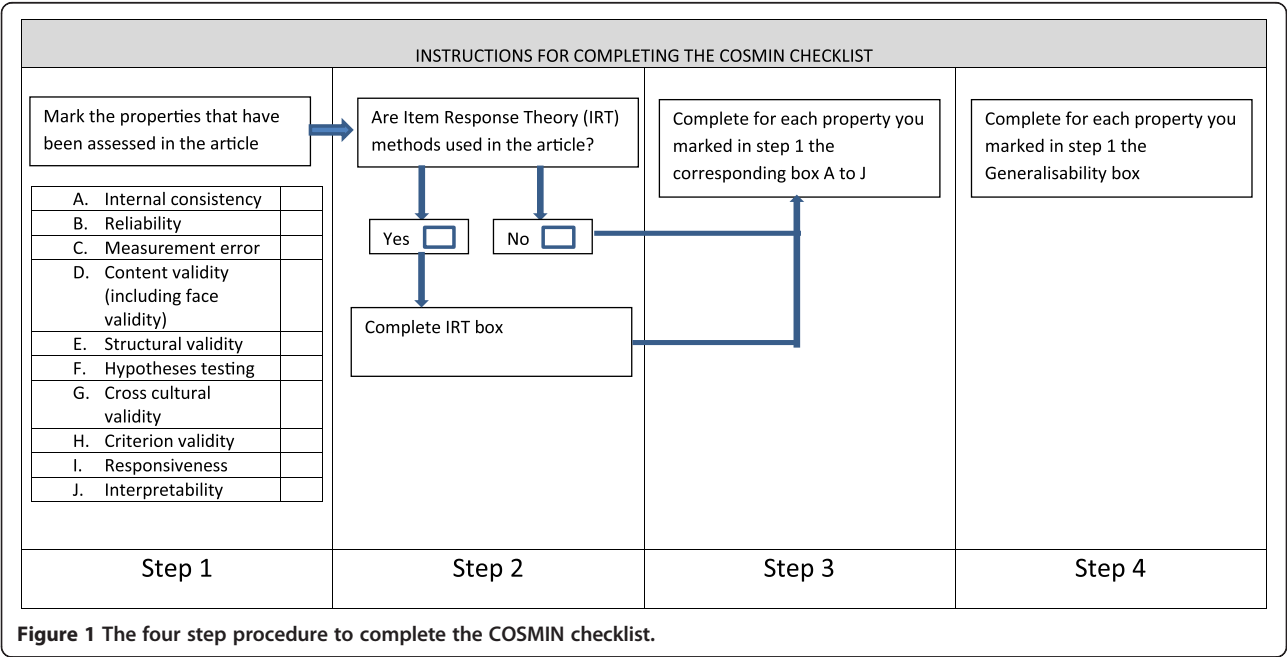 INSTRUCTIONS FOR COMPLETING THE COSMIN CHECKLIST
Mark the properties that have
been assessed in the article
A. Internal consistency
B. Reliability
C. Measurement error
D. Content validity
(including face
validity)
E. Structural validity
F. Hypotheses testing
G. Cross cultural
validity
H. Criterion validity
I. Responsiveness
J. Interpretability
Are Item Response Theory (IRT)
methods used in the article?
Yes
No
Complete IRT box
Complete for each property you
marked in step 1 the
corresponding box A to J
Complete for each property you
marked in step 1 the
Generalisability box
Step 1
Step 2
Step 3
Step 4
Figure 1 The four step procedure to complete the COSMIN checklist.